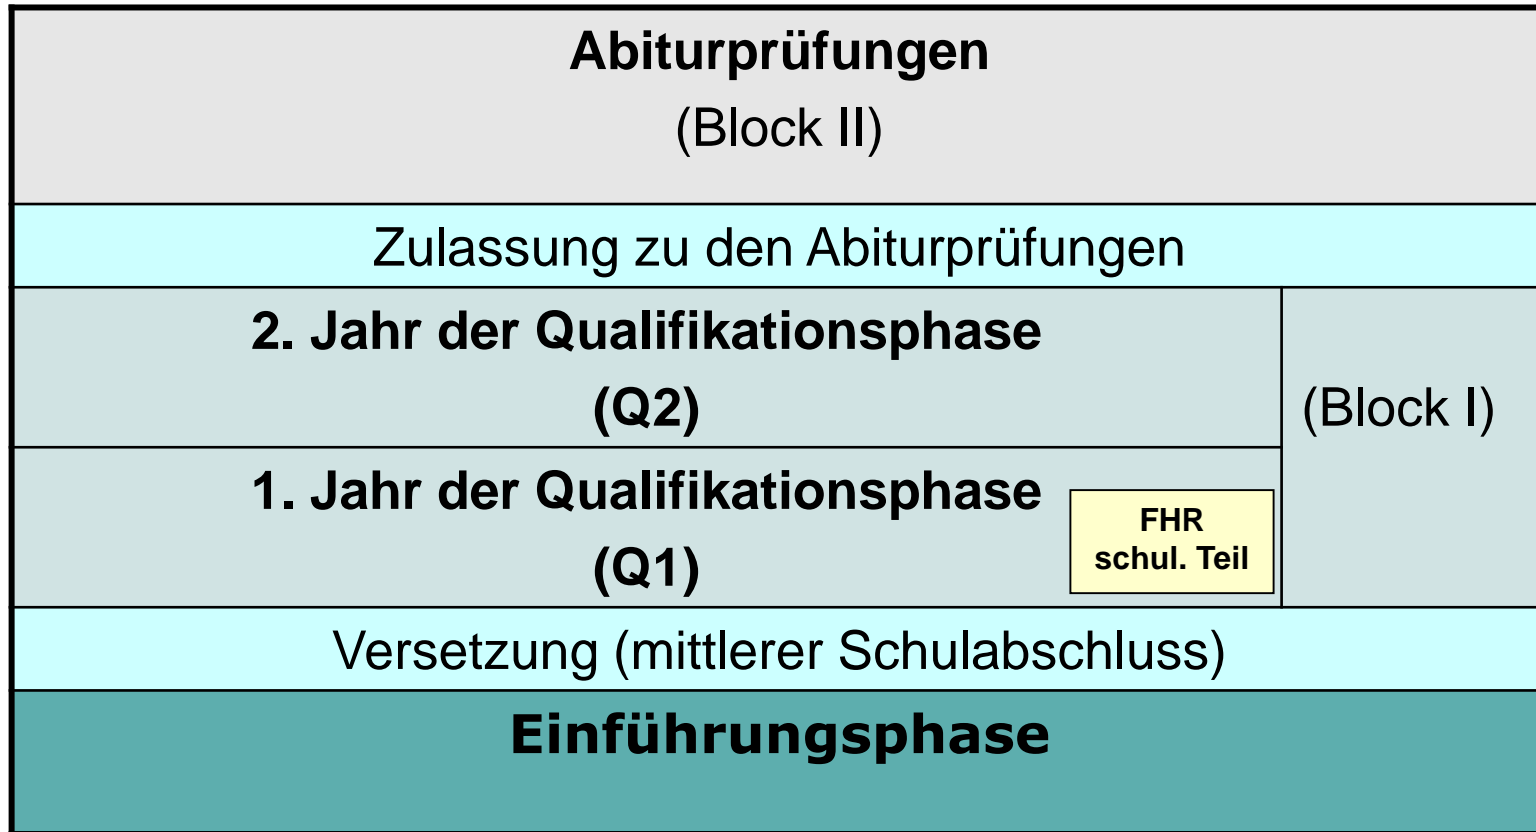 Abiturprüfungen
(Block II)
Zulassung zu den Abiturprüfungen
2. Jahr der Qualifikationsphase
(Q2)
(Block I)
1. Jahr der Qualifikationsphase
(Q1)
FHR
schul. Teil
Versetzung (mittlerer Schulabschluss)
Einführungsphase